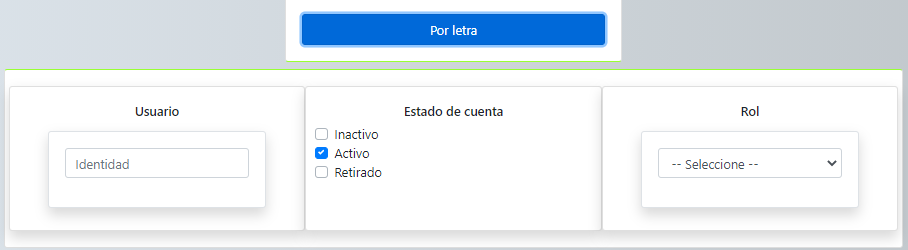 Por letra
Usuario
Identidad
Estado de cuenta
Inactivo
Activo
Retirado
Rol
-- Seleccione --